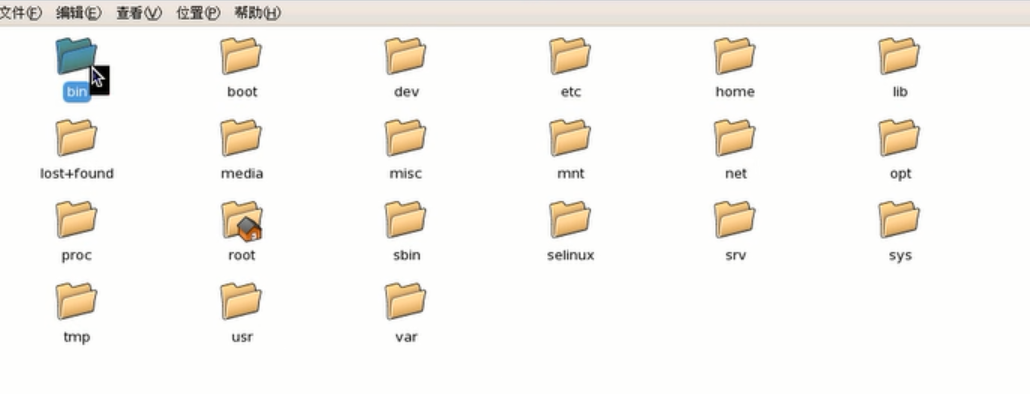 文件(F) 编辑(E) 查看(V) 位置(P) 帮助(H)
bin boot dev etc home lib
lost+found media misc mnt net opt
proc root sbin selinux srv sys
tmp usr var